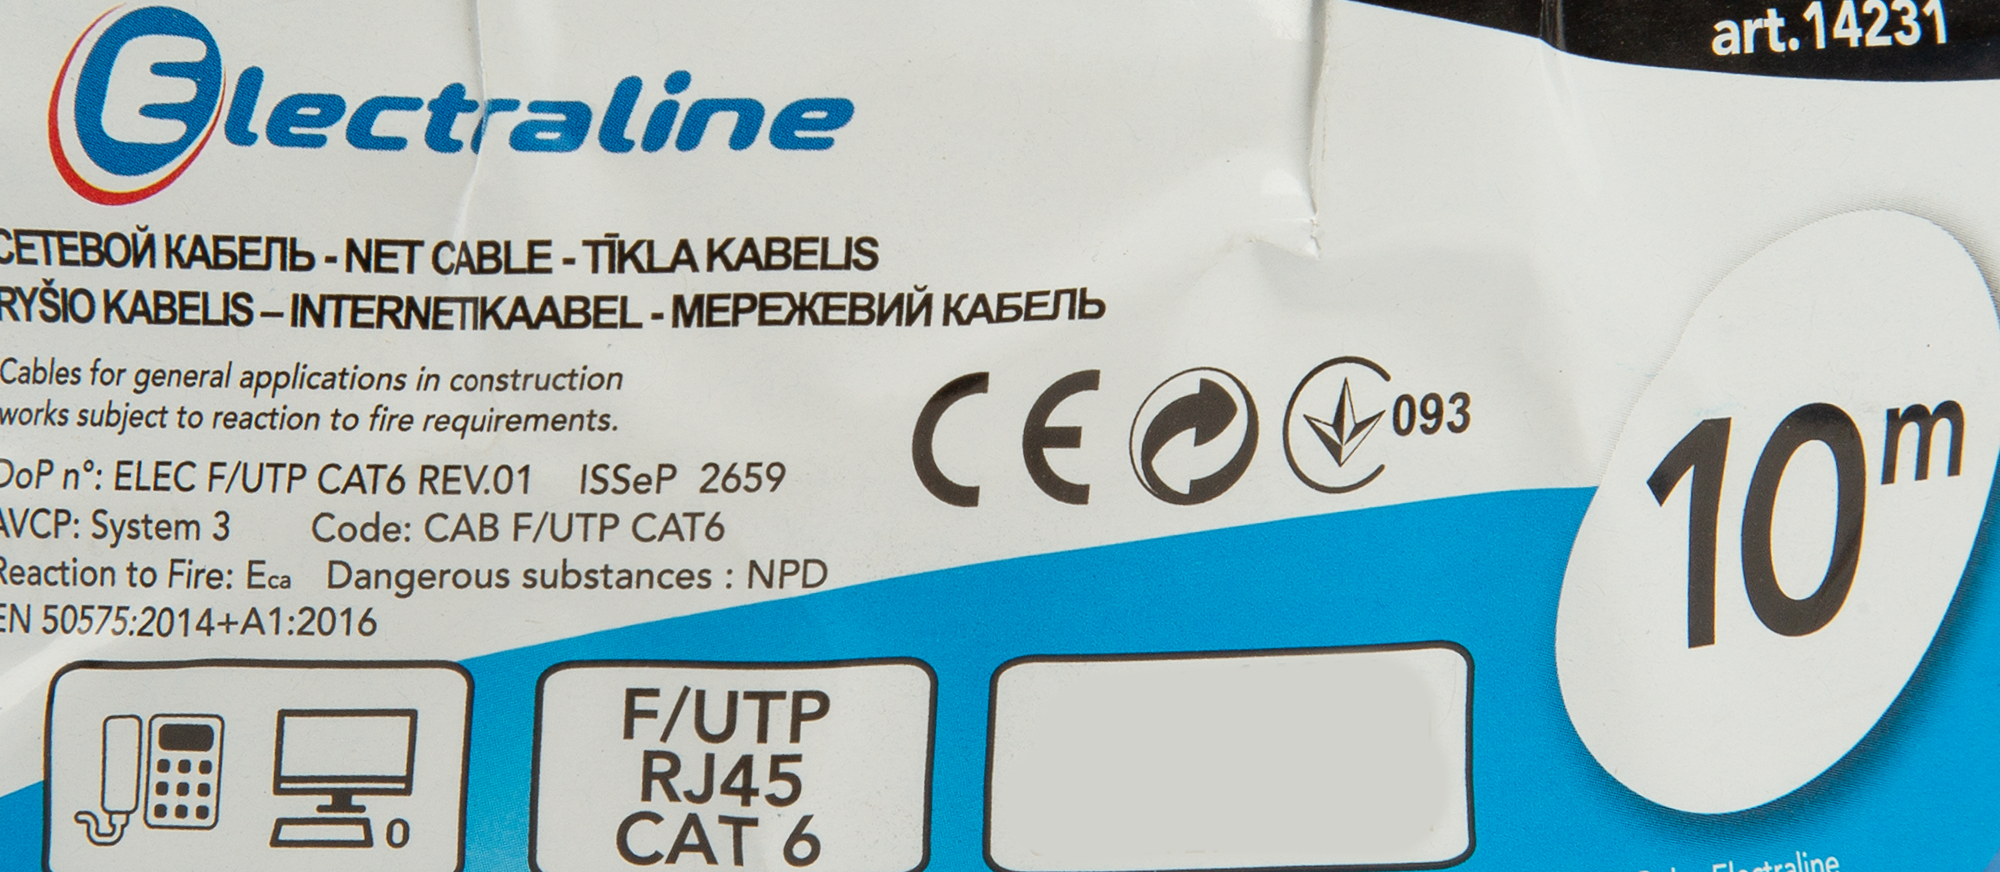 Electraline
art.14231
СЕТЕВОЙ КАБЕЛЬ - NET CABLE - TĪKLA KABELIS
RYŠIO KABELIS – INTERNETIKAABEL - МЕРЕЖЕВИЙ КАБЕЛЬ
Cables for general applications in construction
works subject to reaction to fire requirements.
DoP n°: ELEC F/UTP CAT6 REV.01 ISSeP 2659
AVCP: System 3 Code: CAB F/UTP CAT6
Reaction to Fire: Eca Dangerous substances : NPD
EN 50575:2014+A1:2016
CE
093
10m
F/UTP
RJ45
CAT 6
Electraline